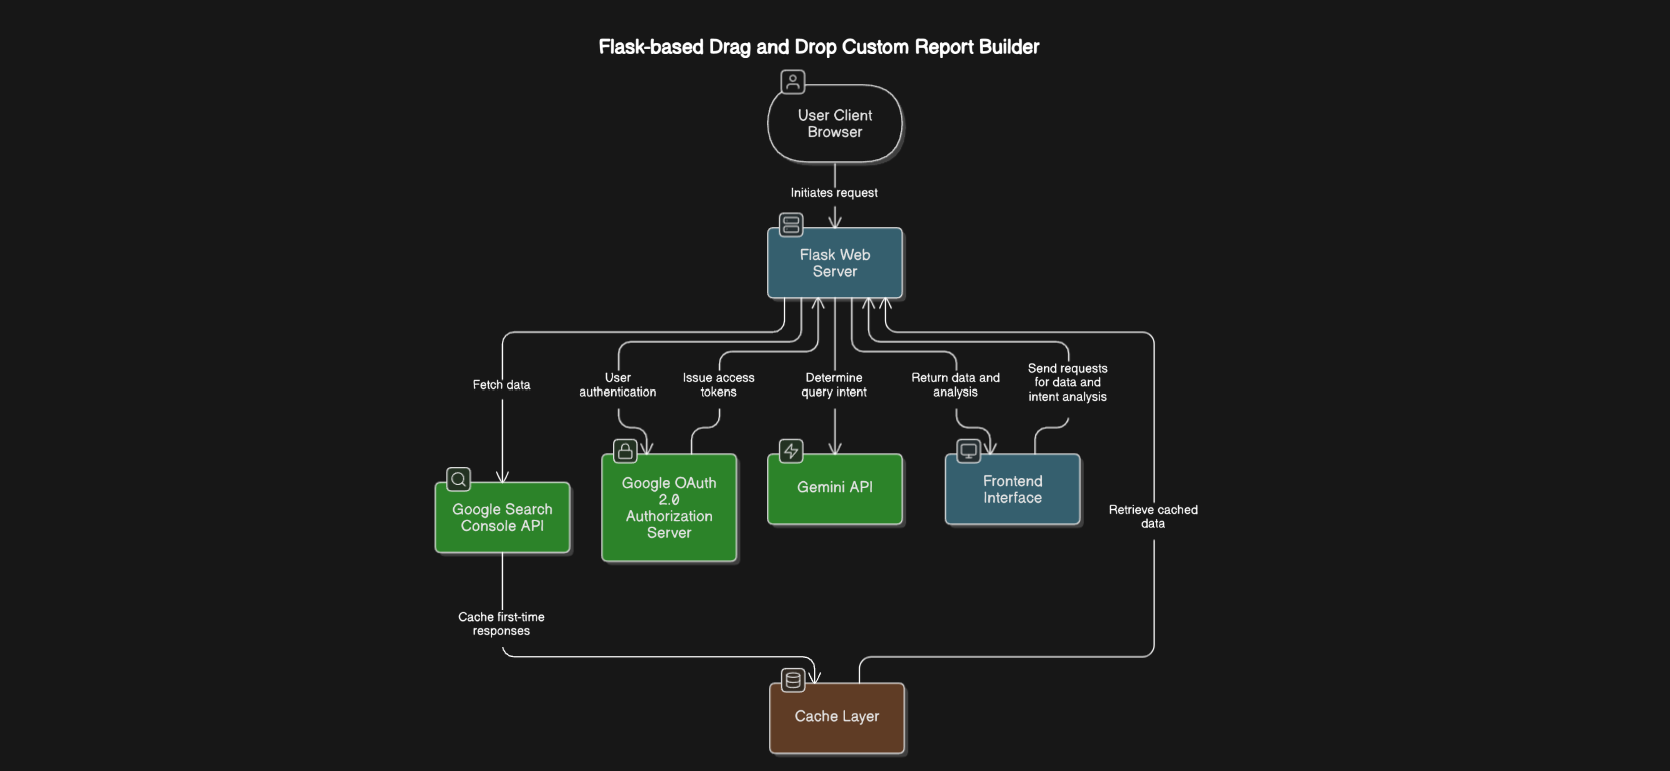 Flask-based Drag and Drop Custom Report Builder
User Client
Browser
Initiates request
Flask Web
Server
Fetch data
User
authentication
Issue access
tokens
Determine
query intent
Return data and
analysis
Send requests
for data and
intent analysis
Google Search
Console API
Google OAuth
2.0
Authorization
Server
Gemini API
Frontend
Interface
Retrieve cached
data
Cache first-time
responses
Cache Layer